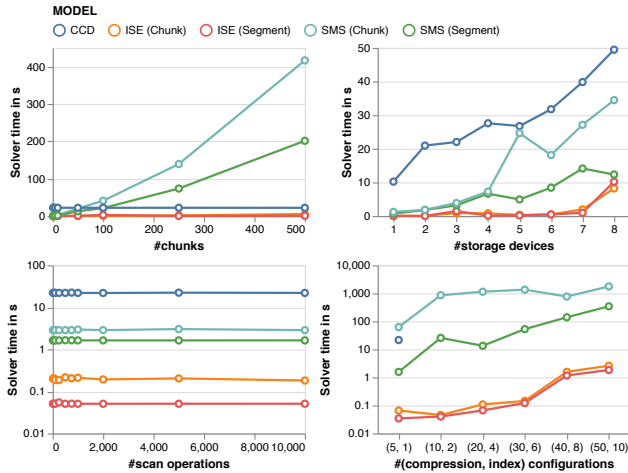 MODEL
CCD ISE (Chunk) ISE (Segment) SMS (Chunk) SMS (Segment)
Solver time in s
400
300
200
100
0
0 100 200 300 400 500
#chunks
Solver time in s
50
40
30
20
10
0
1 2 3 4 5 6 7 8
#storage devices
Solver time in s
100
10
1
0.1
0.01
0 2,000 4,000 6,000 8,000 10,000
#scan operations
Solver time in s
10,000
1,000
100
10
1
0.1
0.01
(5, 1) (10, 2) (20, 4) (30, 6) (40, 8) (50, 10)
#(compression, index) configurations